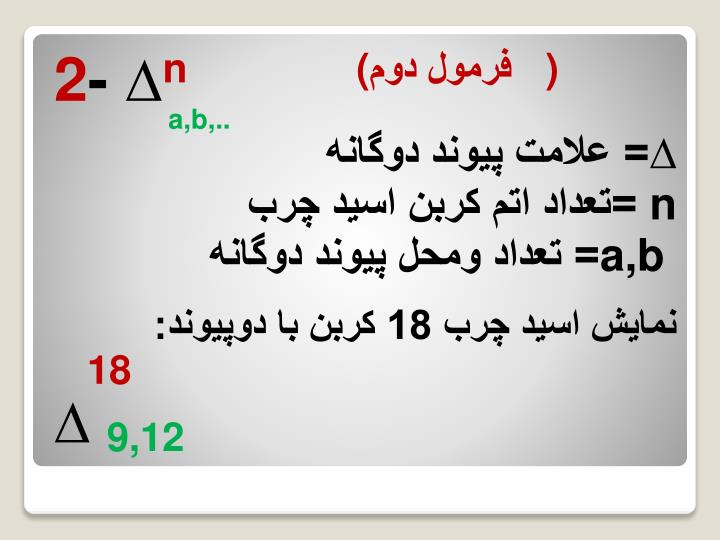 2- ∆n (فرمول دوم)
a,b,..
∆= علامت پیوند دوگانه
n =تعداد اتم کربن اسید چرب
a,b= تعداد ومحل پیوند دوگانه
نمایش اسید چرب 18 کربن با دوپیوند:
18
∆ 9,12